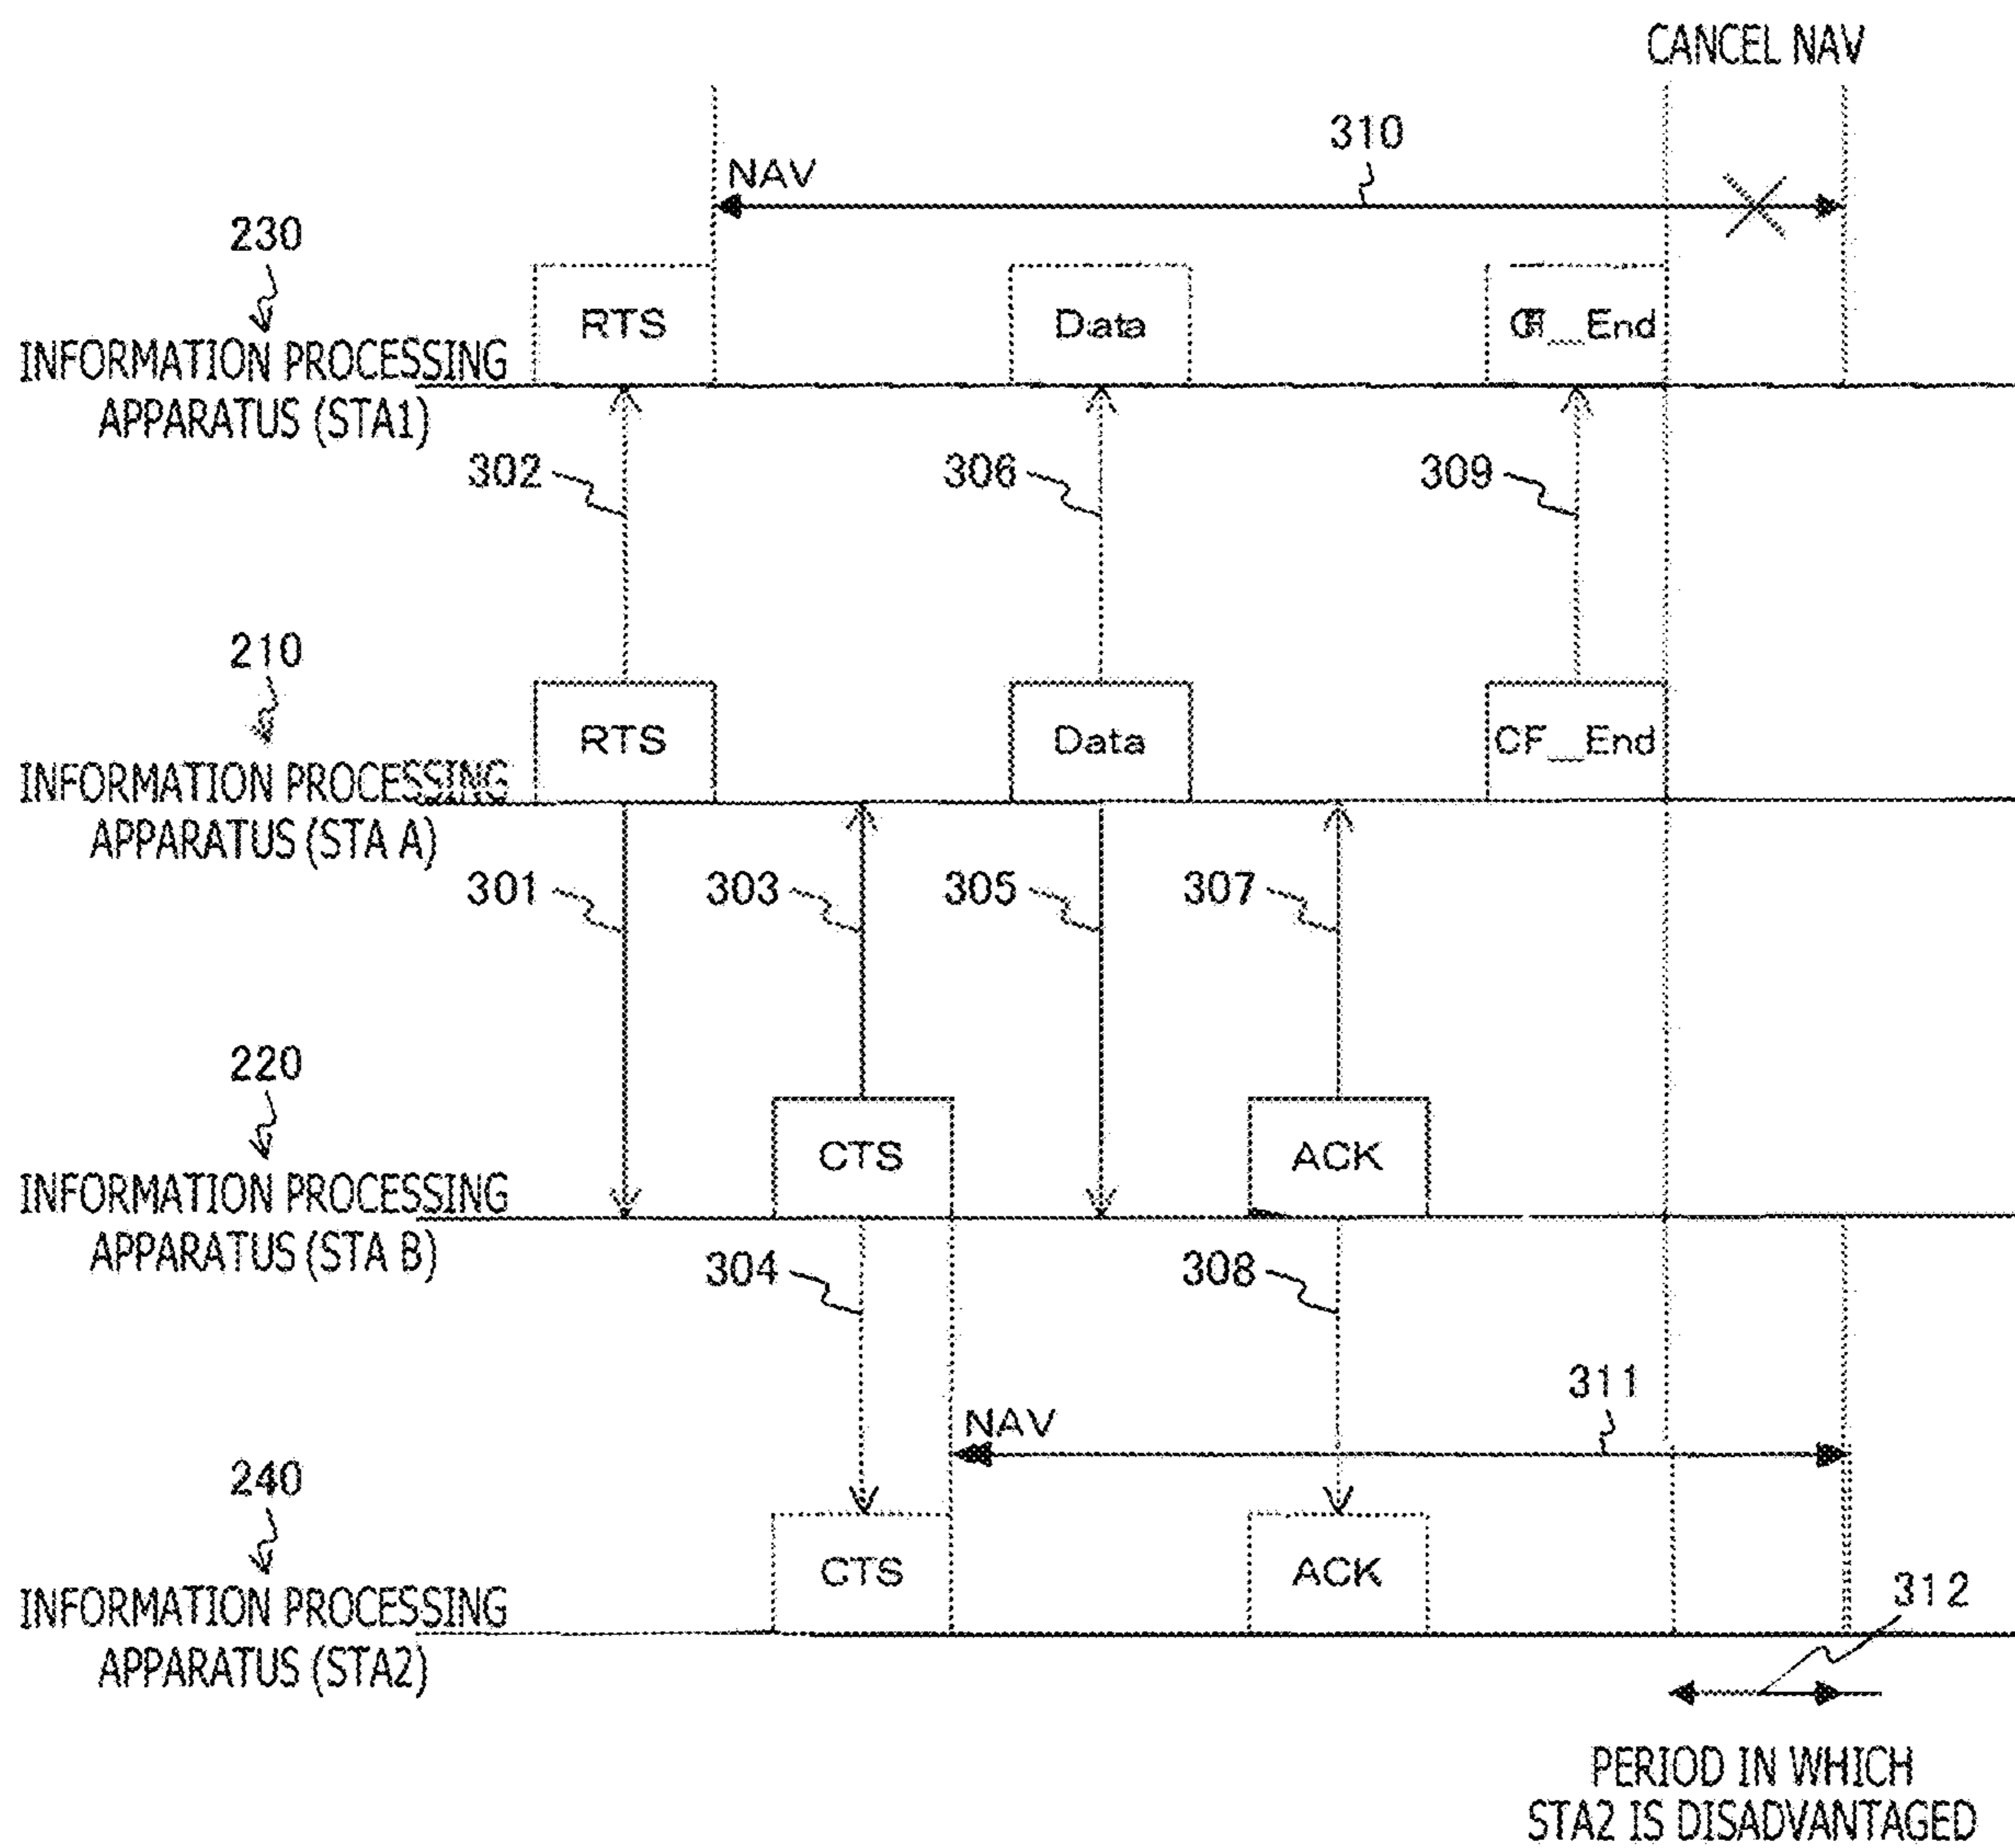 CANCEL NAV
310
NAV
230
RTS
Data
End
INFORMATION PROCESSING
APPARATUS (STA1)
302
306
309
210
RTS
Data
CF_End
INFORMATION PROCESSING
APPARATUS (STA A)
301
303
305
307
220
CTS
ACK
INFORMATION PROCESSING
APPARATUS (STA B)
304
308
311
NAV
240
CTS
ACK
312
INFORMATION PROCESSING
APPARATUS (STA2)
PERIOD IN WHICH
STA2 IS DISADVANTAGED